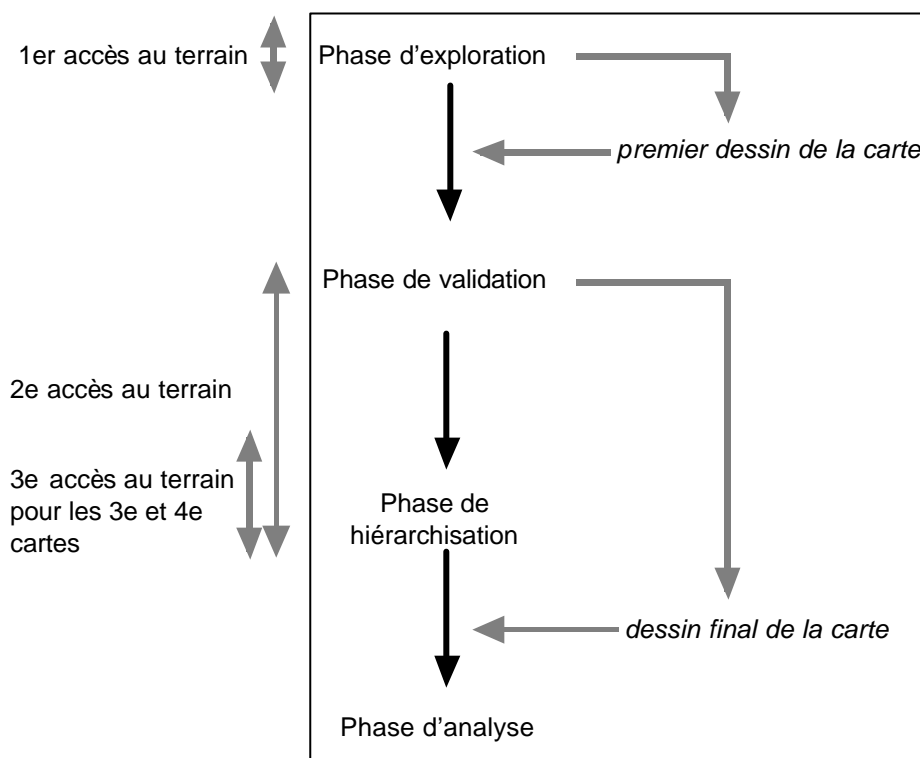 1er accès au terrain
Phase d'exploration
premier dessin de la carte
Phase de validation
2e accès au terrain
3e accès au terrain
pour les 3e et 4e
cartes
Phase de
hiérarchisation
dessin final de la carte
Phase d'analyse